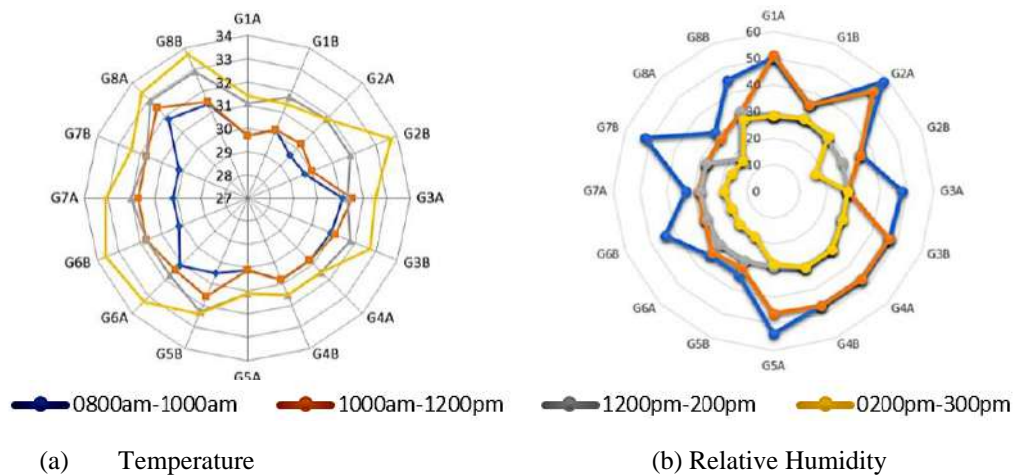 G1A
G1B
G2A
G2B
G3A
G3B
G4A
G4B
G5A
G5B
G6A
G6B
G7A
G7B
G8A
G8B
34
33
32
31
30
29
28
27
G1A
G1B
G2A
G2B
G3A
G3B
G4A
G4B
G5A
G5B
G6A
G6B
G7A
G7B
G8A
G8B
60
50
40
30
20
10
0
0800am-1000am
1000am-1200pm
1200pm-200pm
0200pm-300pm
(a) Temperature
(b) Relative Humidity